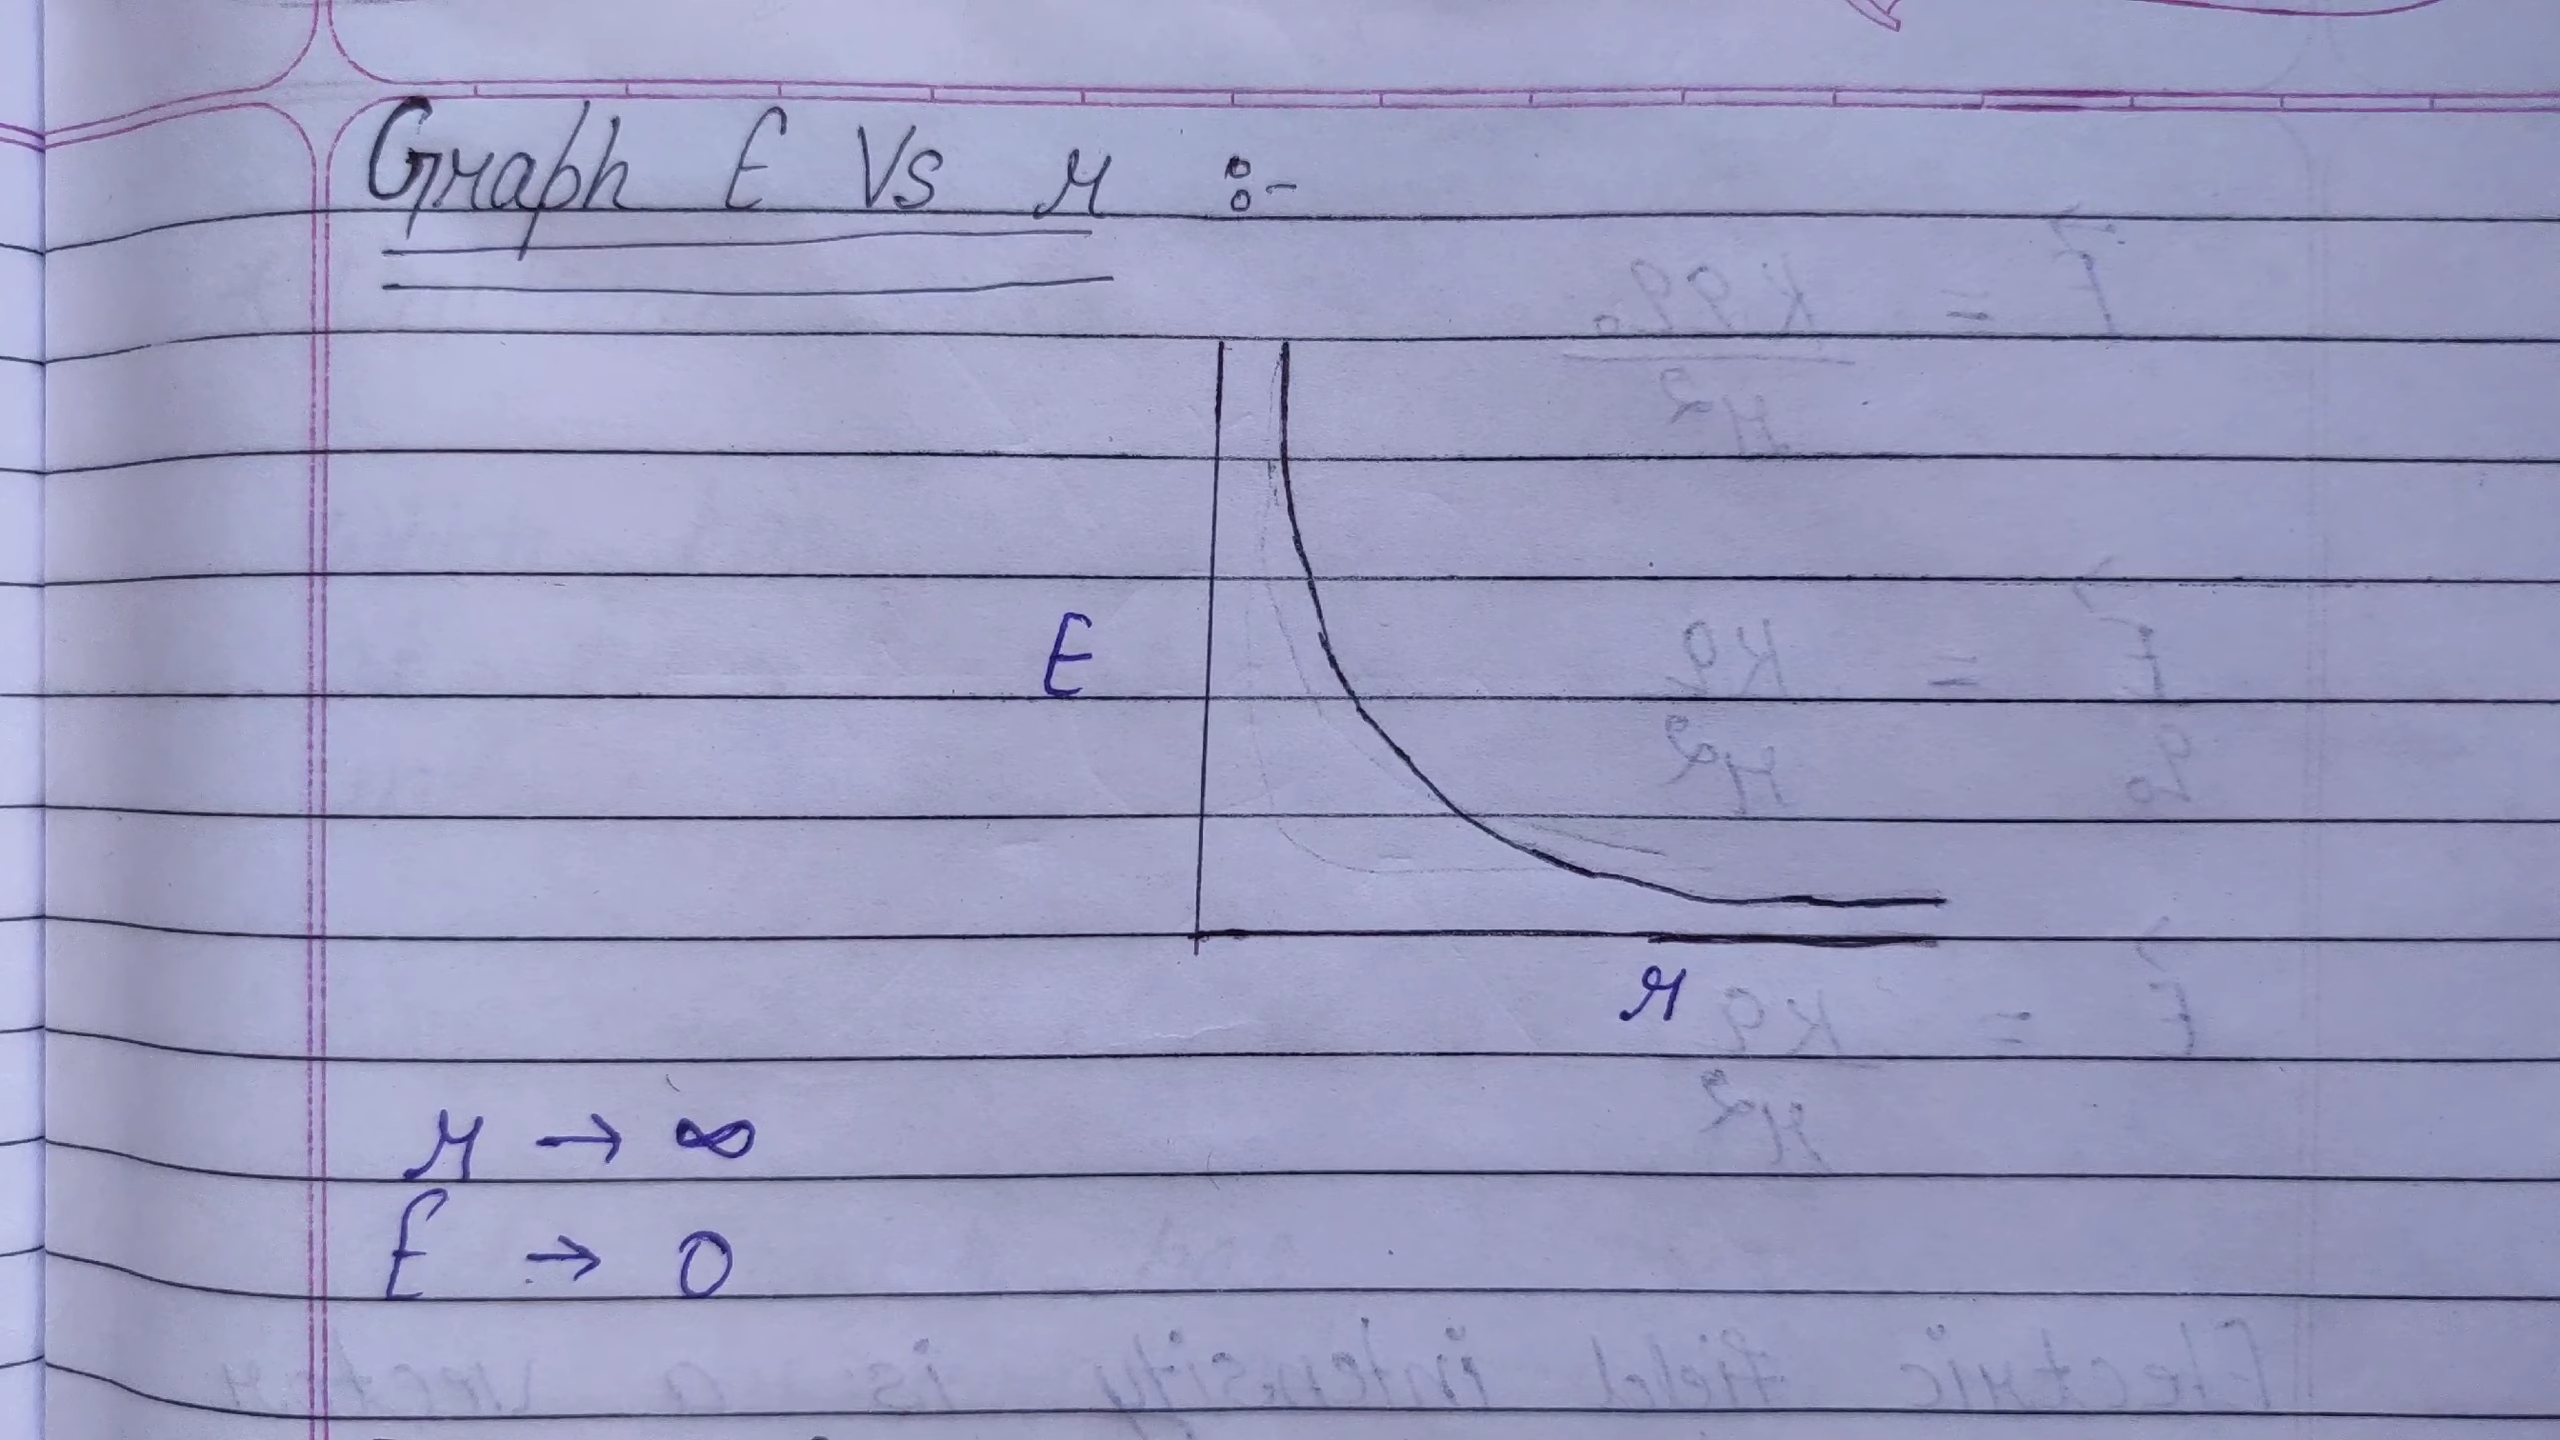 Graph E Vs r :-
E
r
r → ∞
E → 0